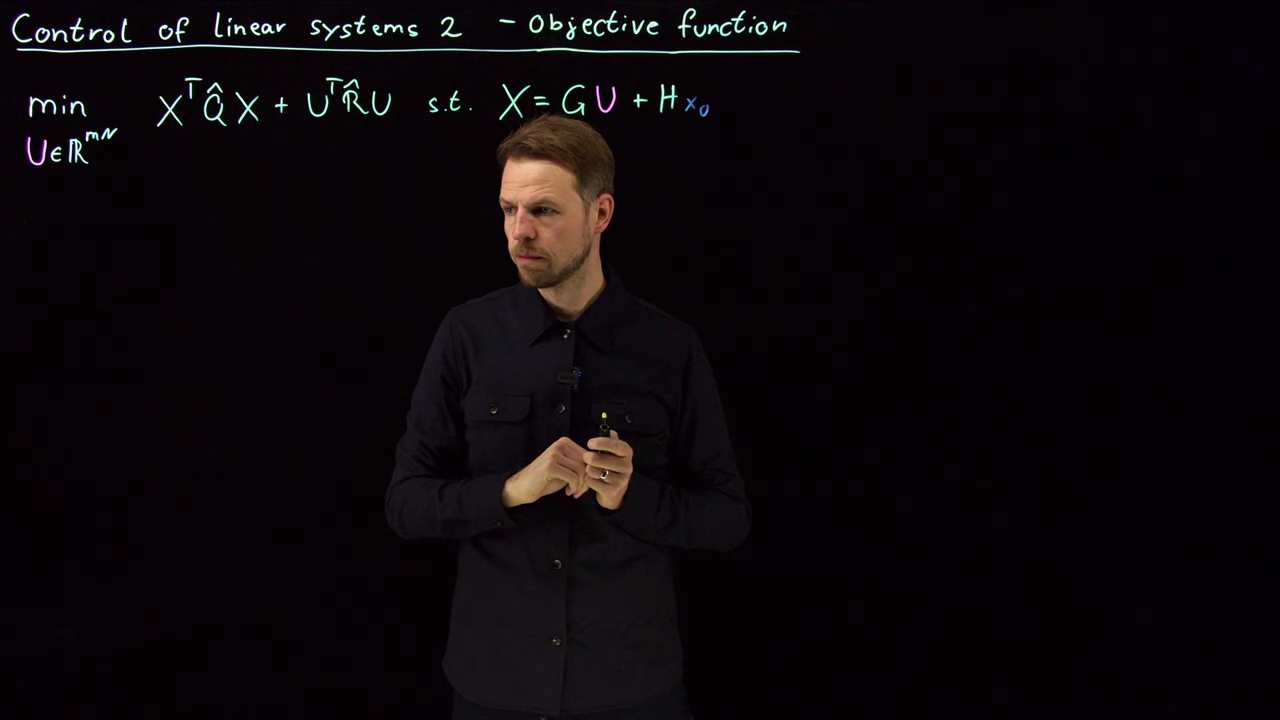 Control of linear systems 2 - Objective function
min X^T Q̂ X + U^T R̂ U s.t. X = G U + H x₀
U ∈ ℝ^mN